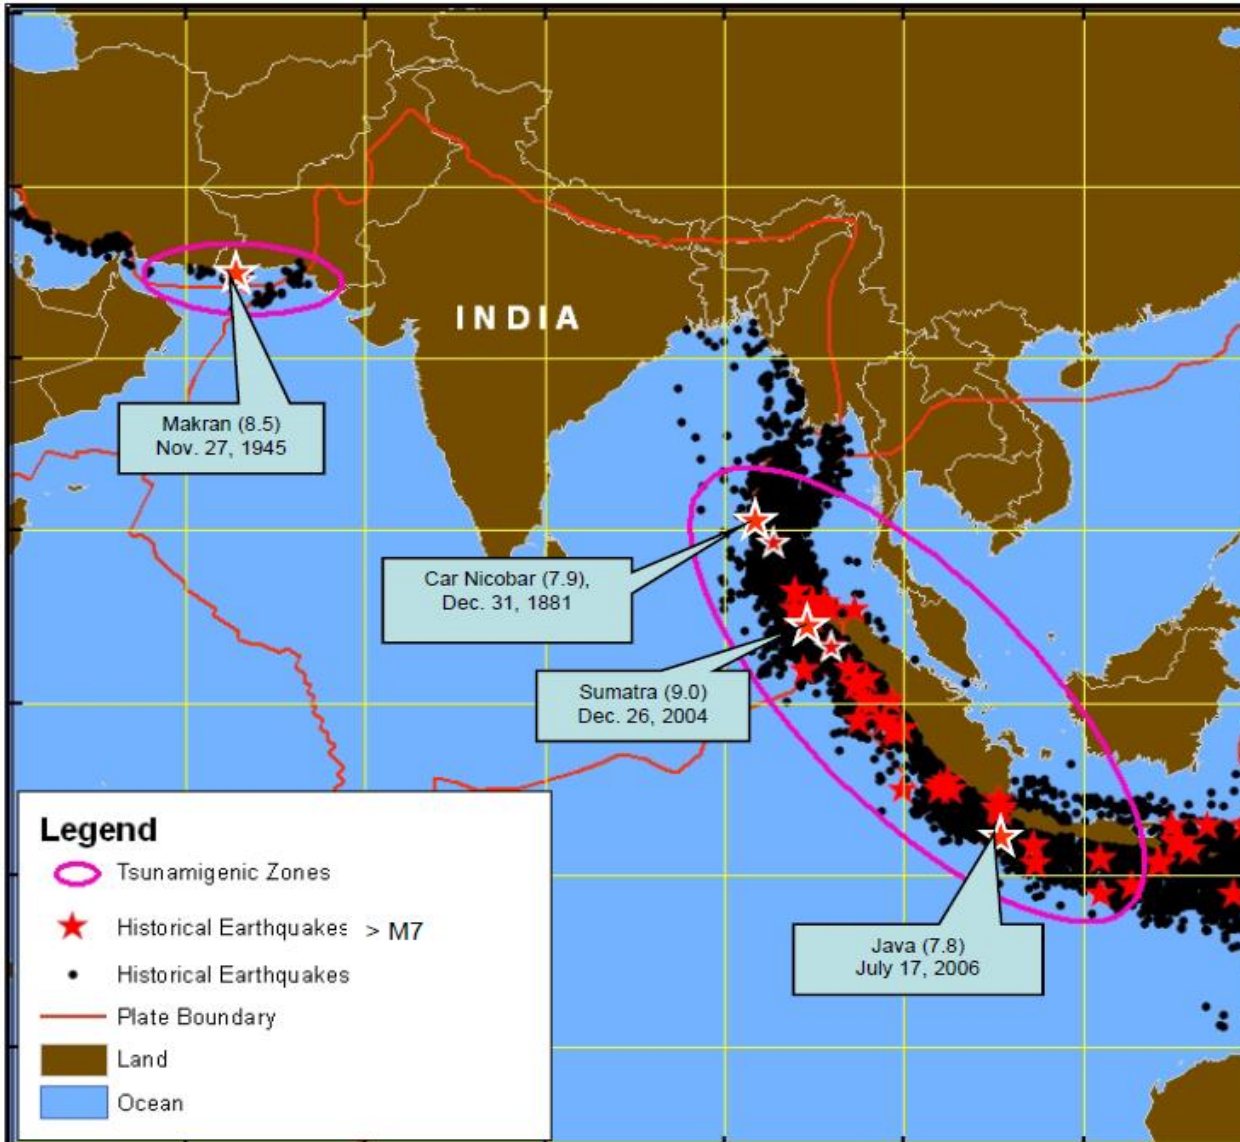 INDIA
Makran (8.5)
Nov. 27, 1945
Car Nicobar (7.9),
Dec. 31, 1881
Sumatra (9.0)
Dec. 26, 2004
Java (7.8)
July 17, 2006
Legend
Tsunamigenic Zones
Historical Earthquakes > M7
Historical Earthquakes
Plate Boundary
Land
Ocean